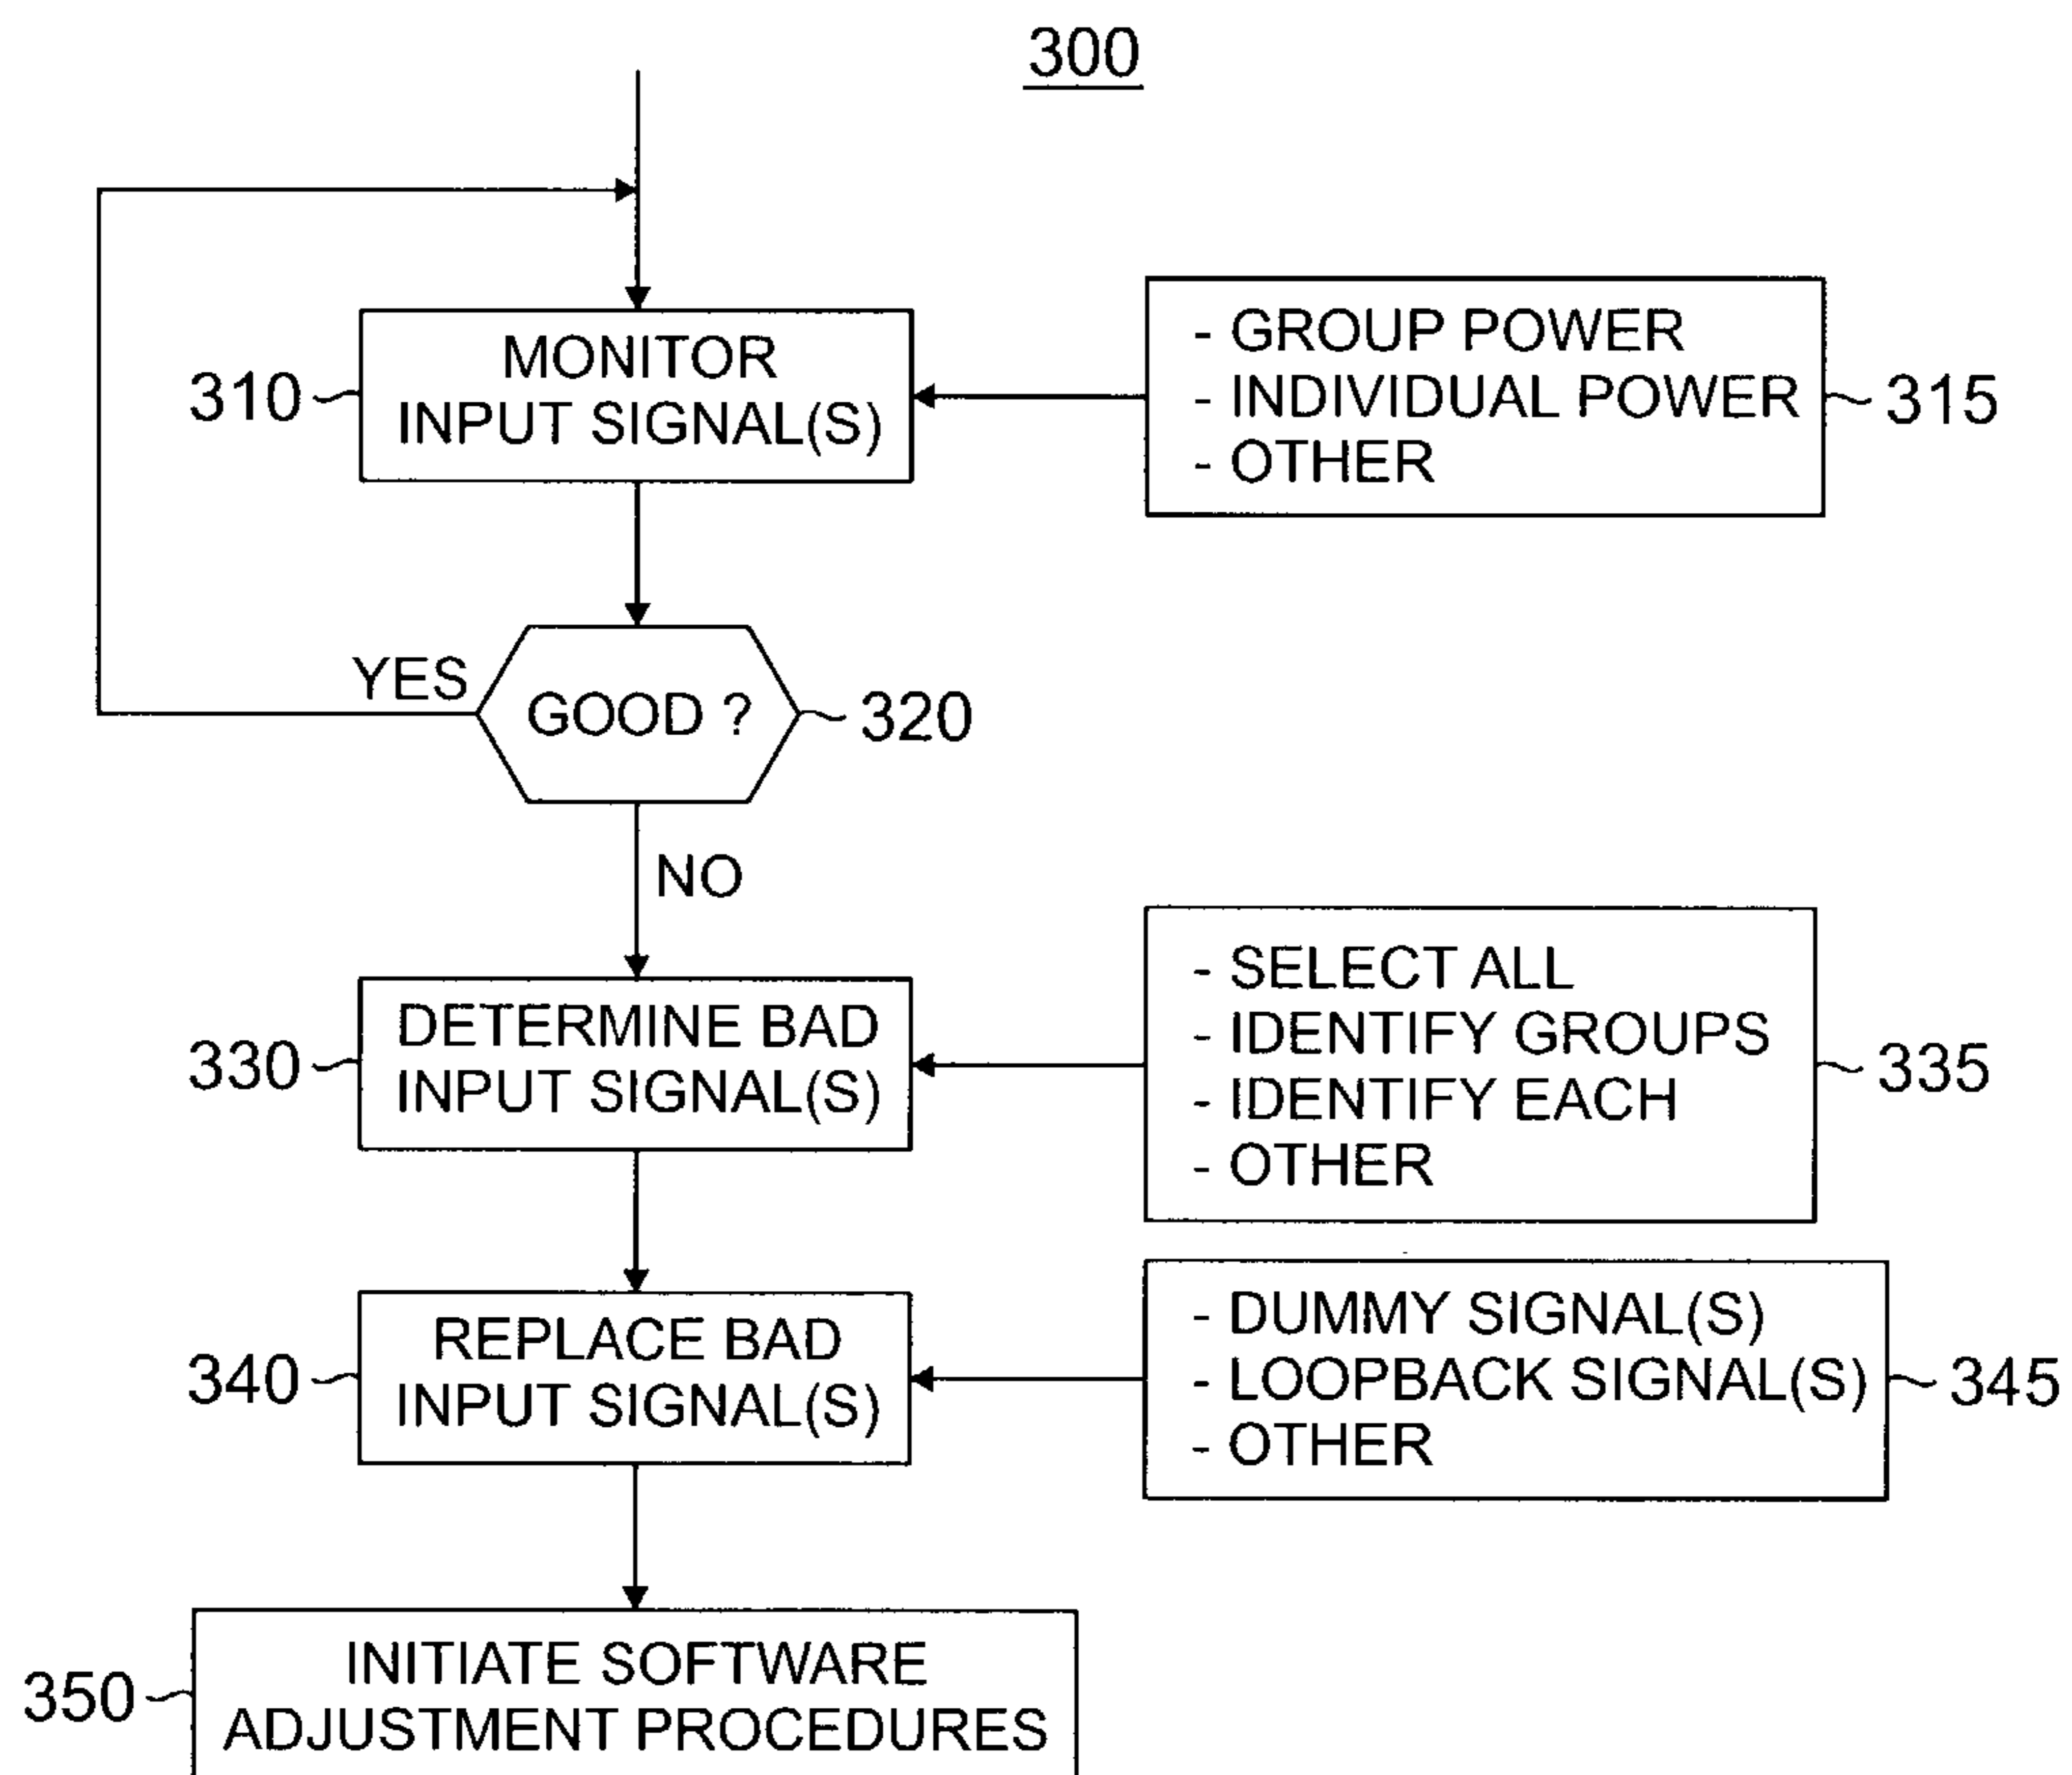 300
MONITOR
INPUT SIGNAL(S)
310
- GROUP POWER
- INDIVIDUAL POWER
- OTHER
315
YES
GOOD ?
320
NO
DETERMINE BAD
INPUT SIGNAL(S)
330
- SELECT ALL
- IDENTIFY GROUPS
- IDENTIFY EACH
- OTHER
335
REPLACE BAD
INPUT SIGNAL(S)
340
- DUMMY SIGNAL(S)
- LOOPBACK SIGNAL(S)
- OTHER
345
INITIATE SOFTWARE
ADJUSTMENT PROCEDURES
350